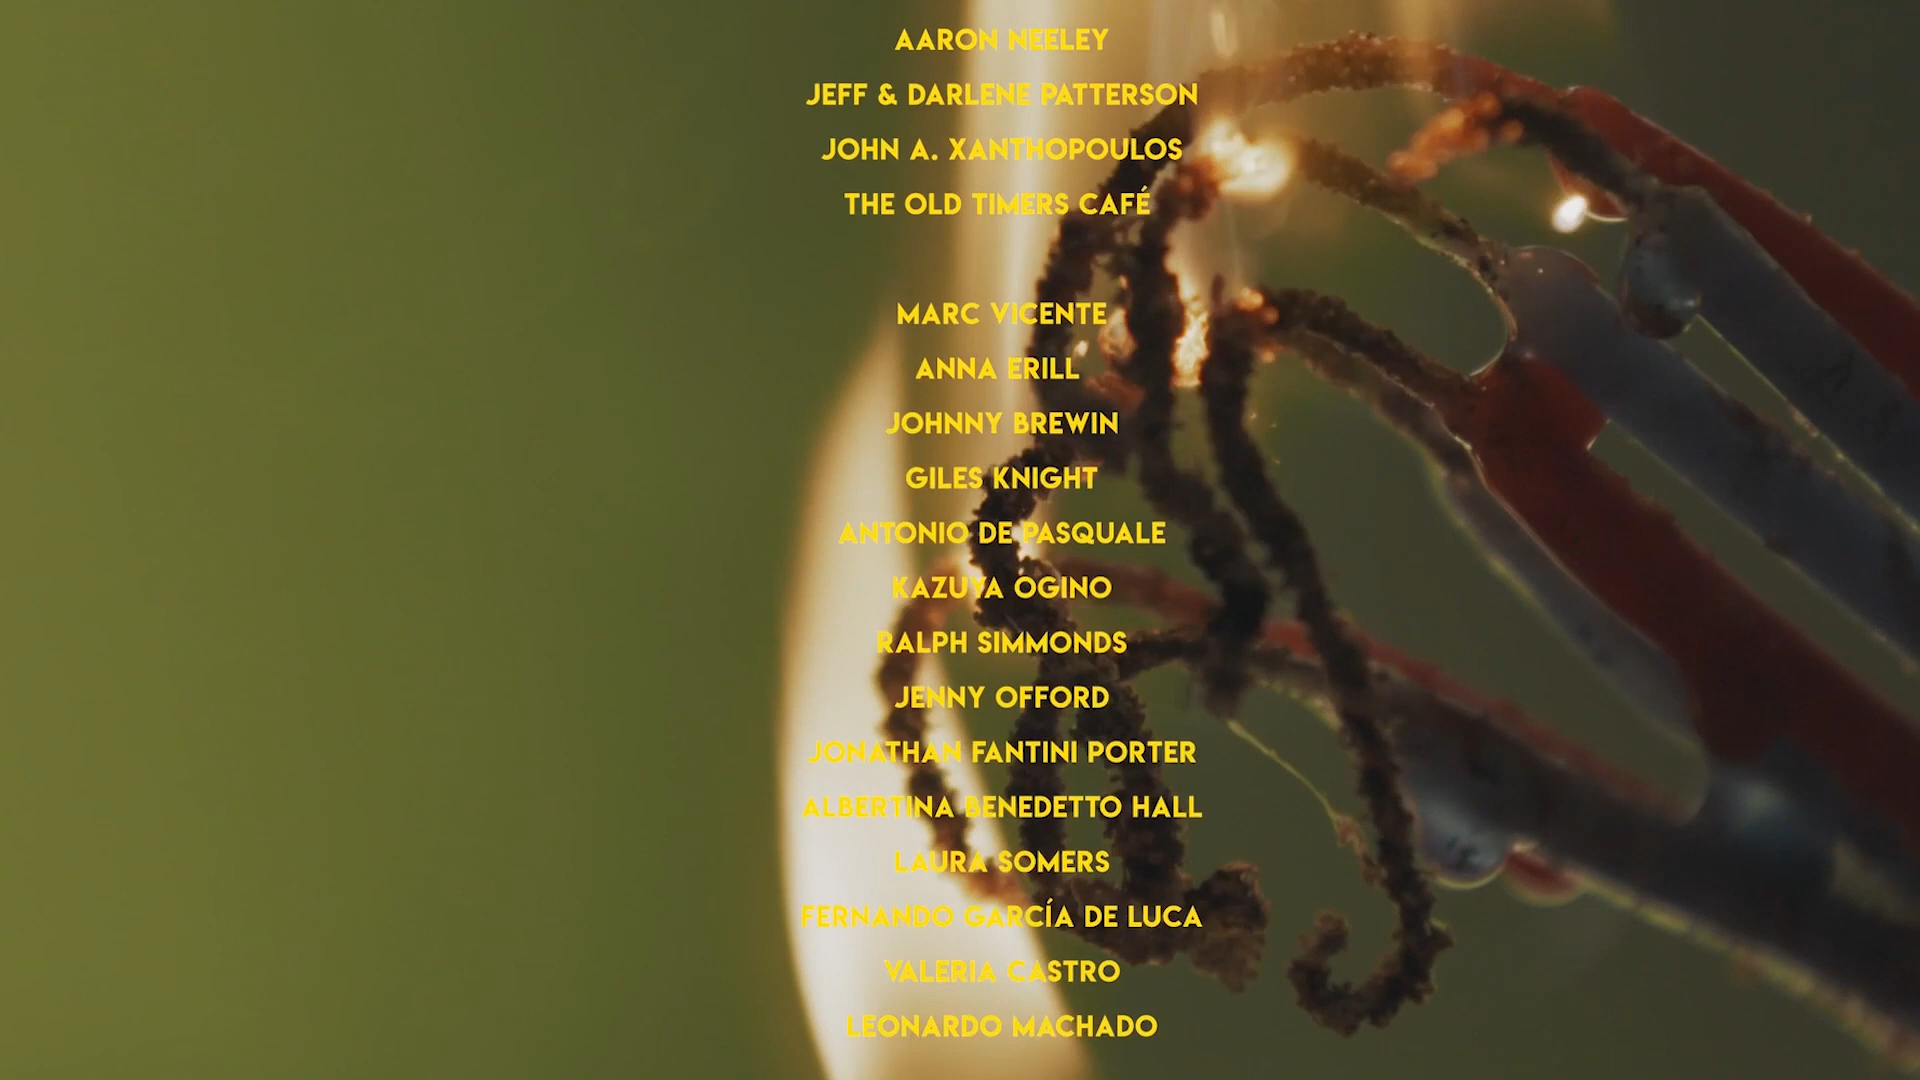 AARON NEELEY
JEFF & DARLENE PATTERSON
JOHN A. XANTHOPOULOS
THE OLD TIMERS CAFÉ
MARC VICENTE
ANNA ERILL
JOHNNY BREWIN
GILES KNIGHT
ANTONIO DE PASQUALE
KAZUYA OGINO
RALPH SIMMONDS
JENNY OFFORD
JONATHAN FANTINI PORTER
ALBERTINA BENEDETTO HALL
LAURA SOMERS
FERNANDO GARCÍA DE LUCA
VALERIA CASTRO
LEONARDO MACHADO